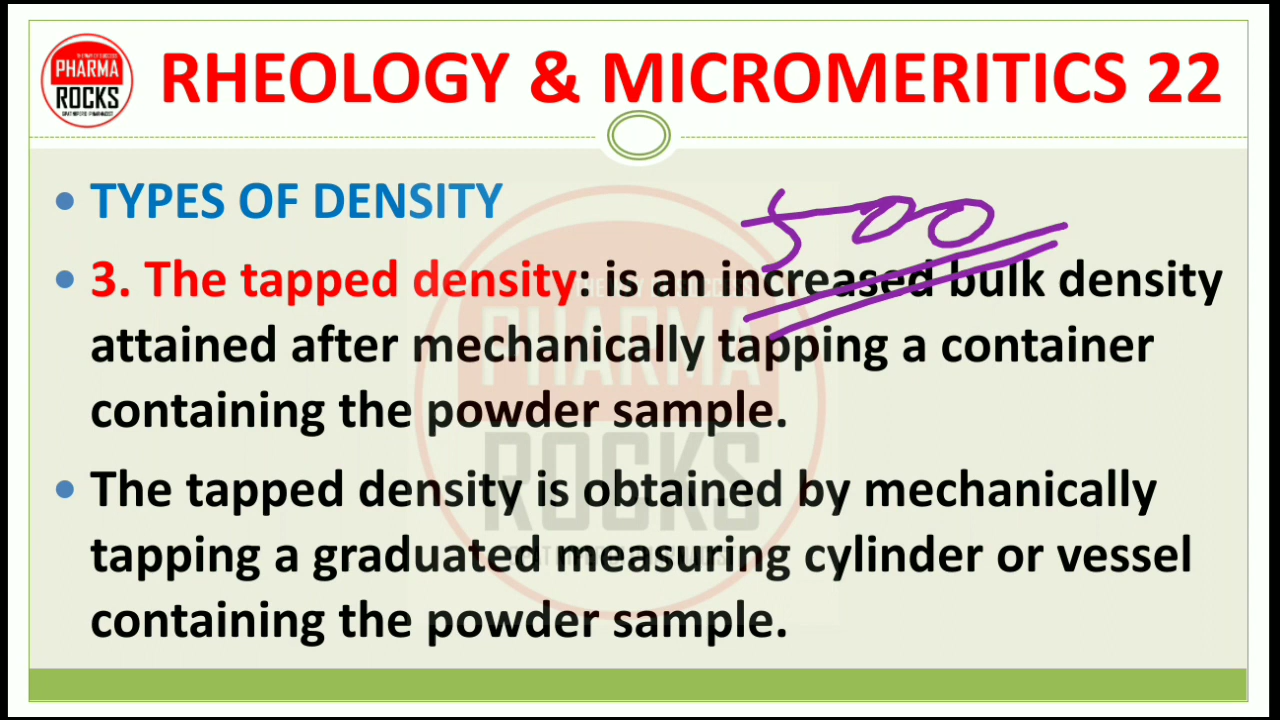 PHARMA
ROCKS
RHEOLOGY & MICROMERITICS 22
• TYPES OF DENSITY
500
• 3. The tapped density: is an increased bulk density
attained after mechanically tapping a container
containing the powder sample.
• The tapped density is obtained by mechanically
tapping a graduated measuring cylinder or vessel
containing the powder sample.
PHARMA
ROCKS